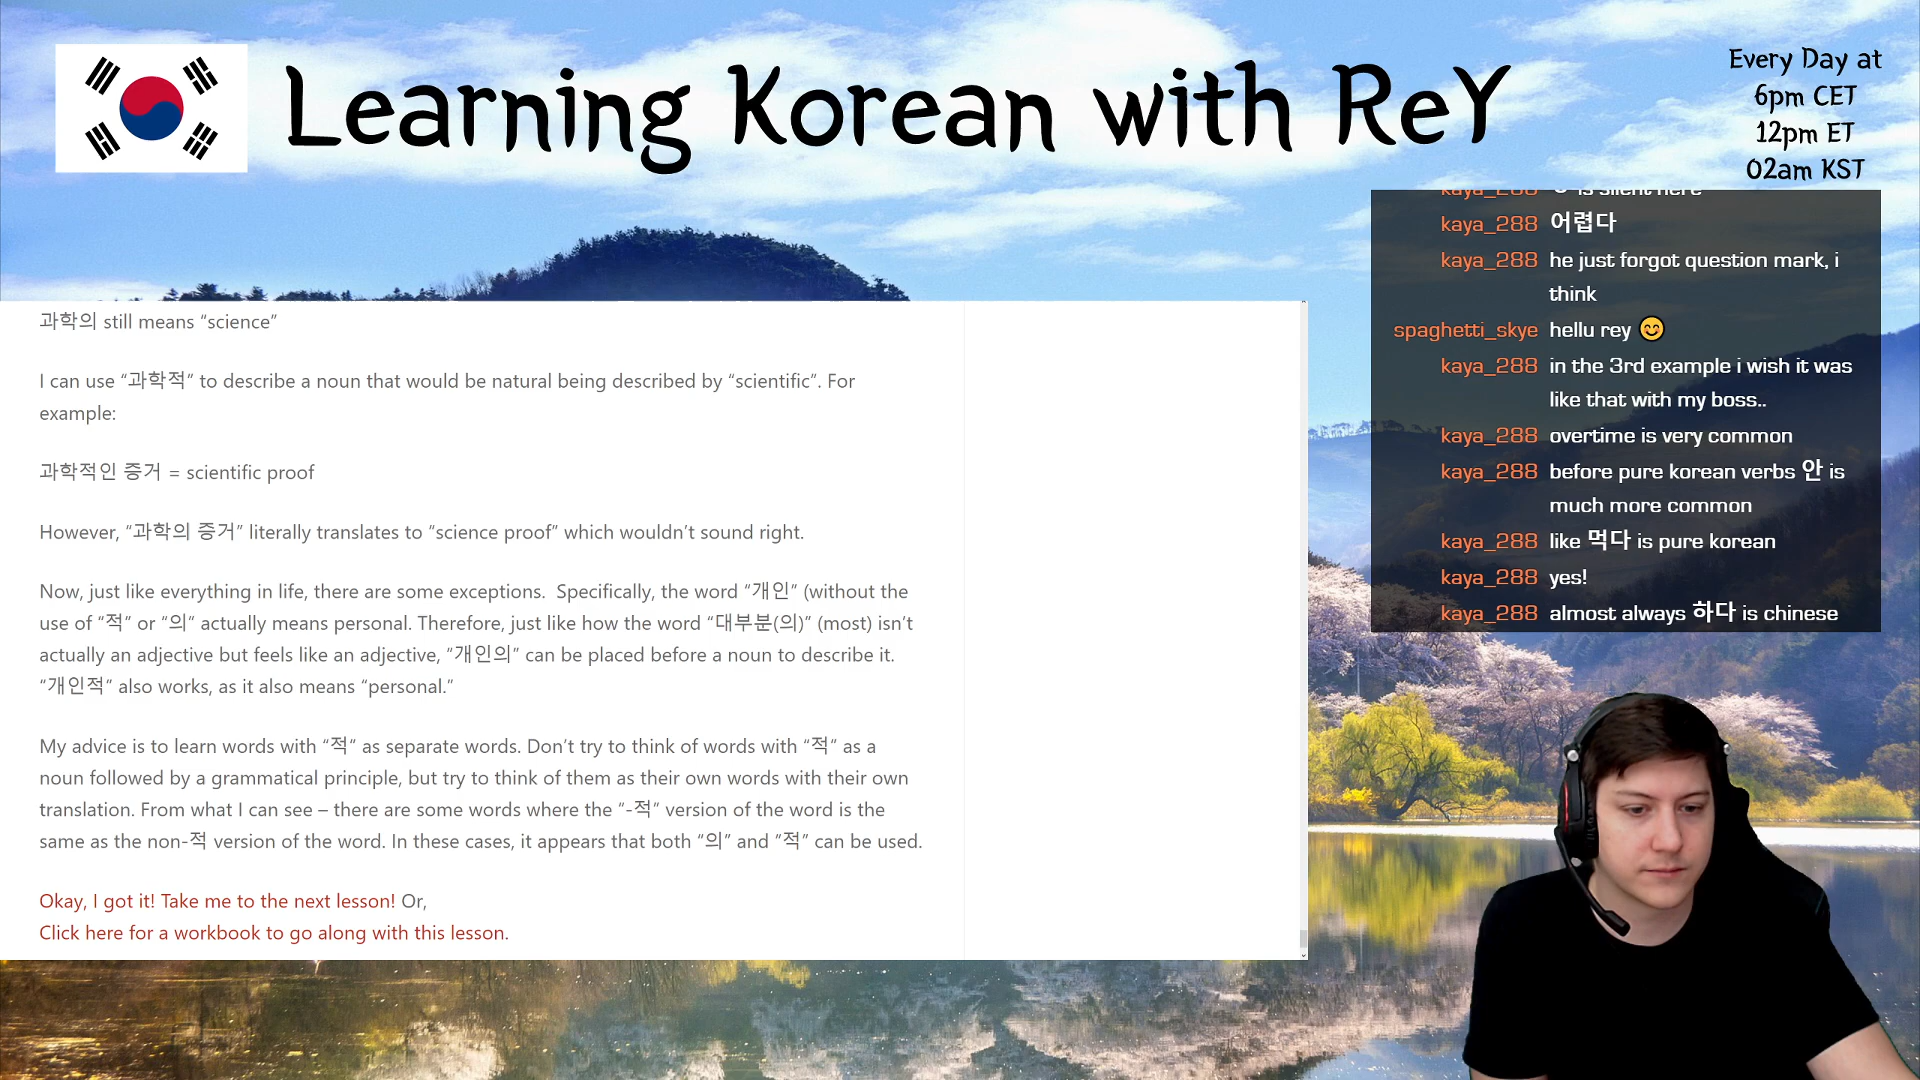 Learning Korean with ReY
Every Day at
6pm CET
12pm ET
02am KST
과학의 still means “science”
I can use “과학적“ to describe a noun that would be natural being described by “scientific”. For
example:
과학적인 증거 = scientific proof
However, “과학의 증거” literally translates to “science proof” which wouldn’t sound right.
Now, just like everything in life, there are some exceptions.  Specifically, the word “개인” (without the
use of “적” or “의“ actually means personal. Therefore, just like how the word “대부분(의)” (most) isn’t
actually an adjective but feels like an adjective, “개인의” can be placed before a noun to describe it.
“개인적” also works, as it also means “personal.”
My advice is to learn words with “적” as separate words. Don’t try to think of words with “적” as a
noun followed by a grammatical principle, but try to think of them as their own words with their own
translation. From what I can see – there are some words where the “-적” version of the word is the
same as the non-적 version of the word. In these cases, it appears that both “의” and “적” can be used.
Okay, I got it! Take me to the next lesson! Or,
Click here for a workbook to go along with this lesson.
kaya_288 is silent here
kaya_288 어렵다
kaya_288 he just forgot question mark, i
think
spaghetti_skye hellu rey 😊
kaya_288 in the 3rd example i wish it was
like that with my boss..
kaya_288 overtime is very common
kaya_288 before pure korean verbs 안 is
much more common
kaya_288 like 먹다 is pure korean
kaya_288 yes!
kaya_288 almost always 하다 is chinese